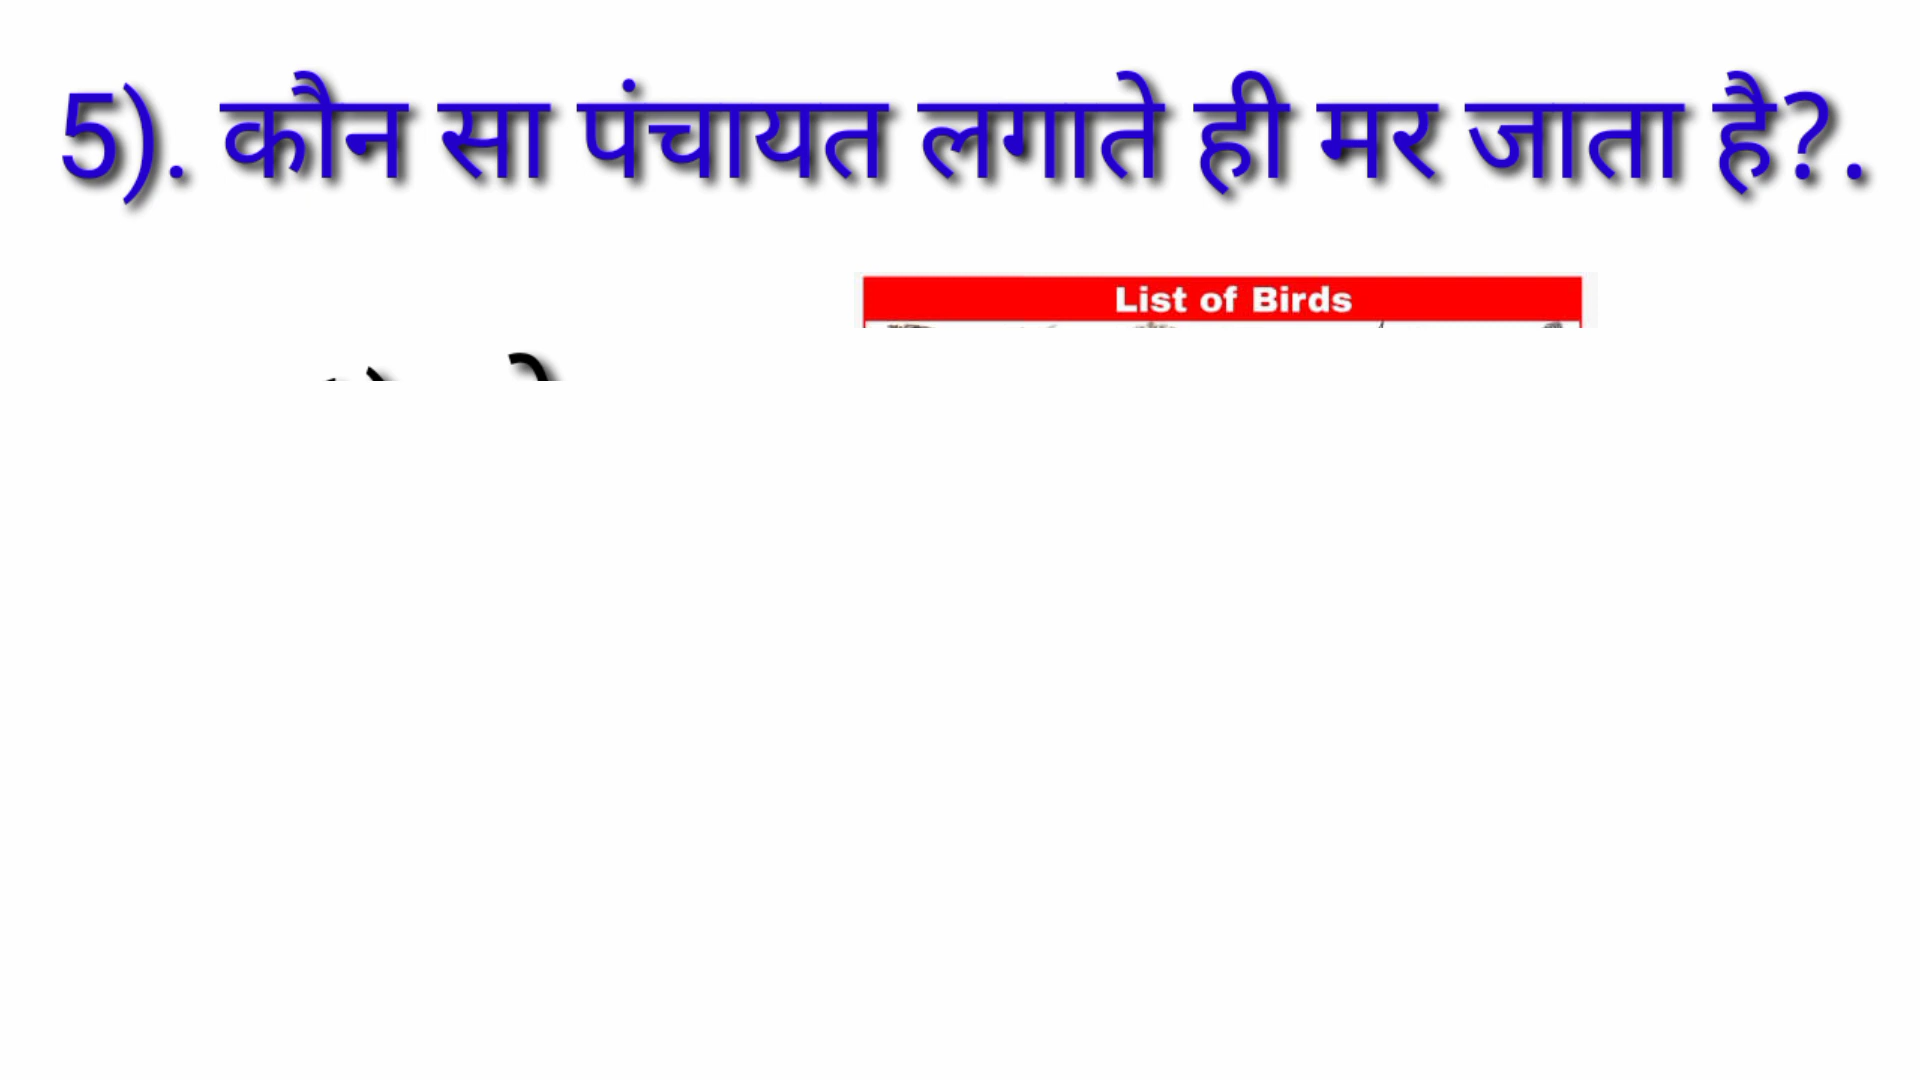 5). कौन सा पंचायत लगाते ही मर जाता है?.
List of Birds